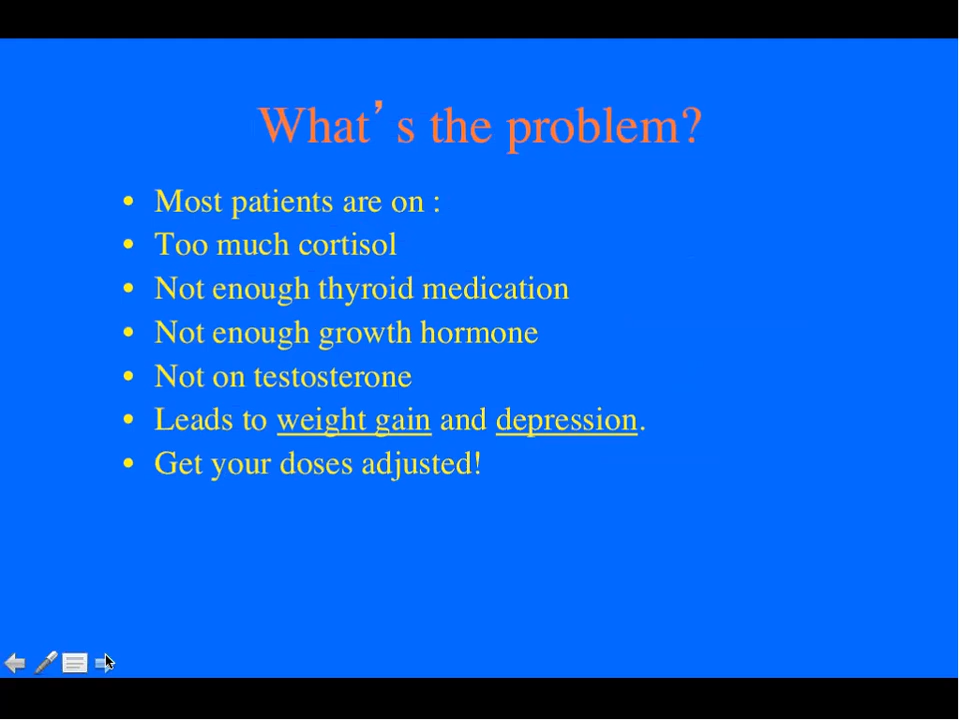 What’s the problem?
• Most patients are on :
• Too much cortisol
• Not enough thyroid medication
• Not enough growth hormone
• Not on testosterone
• Leads to weight gain and depression.
• Get your doses adjusted!